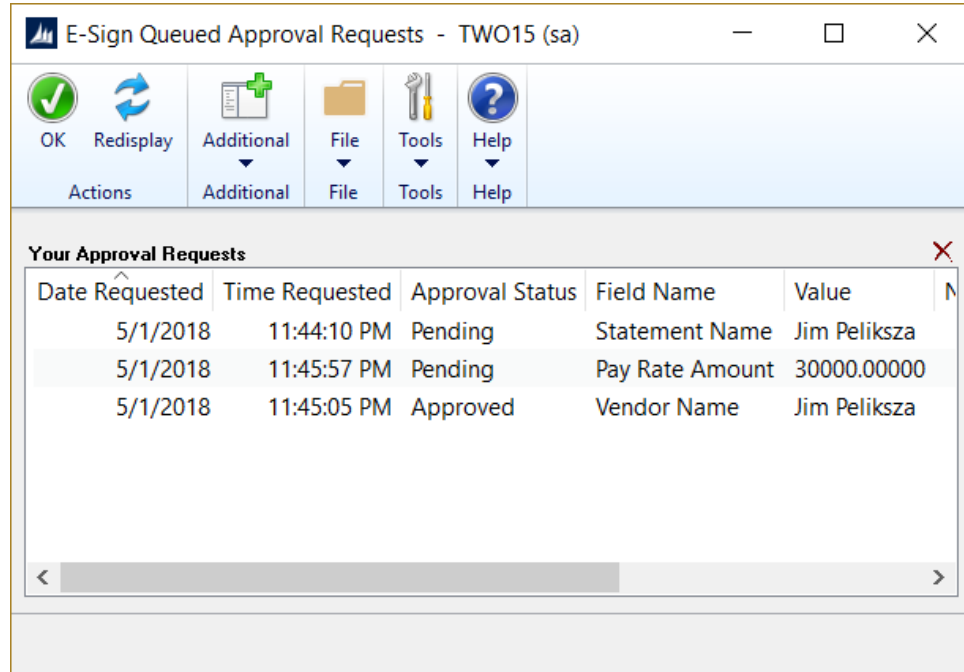 E-Sign Queued Approval Requests - TWO15 (sa)
OK Redisplay Additional File Tools Help
Actions Additional File Tools Help
Your Approval Requests
Date Requested Time Requested Approval Status Field Name Value
5/1/2018 11:44:10 PM Pending Statement Name Jim Peliksza
5/1/2018 11:45:57 PM Pending Pay Rate Amount 30000.00000
5/1/2018 11:45:05 PM Approved Vendor Name Jim Peliksza